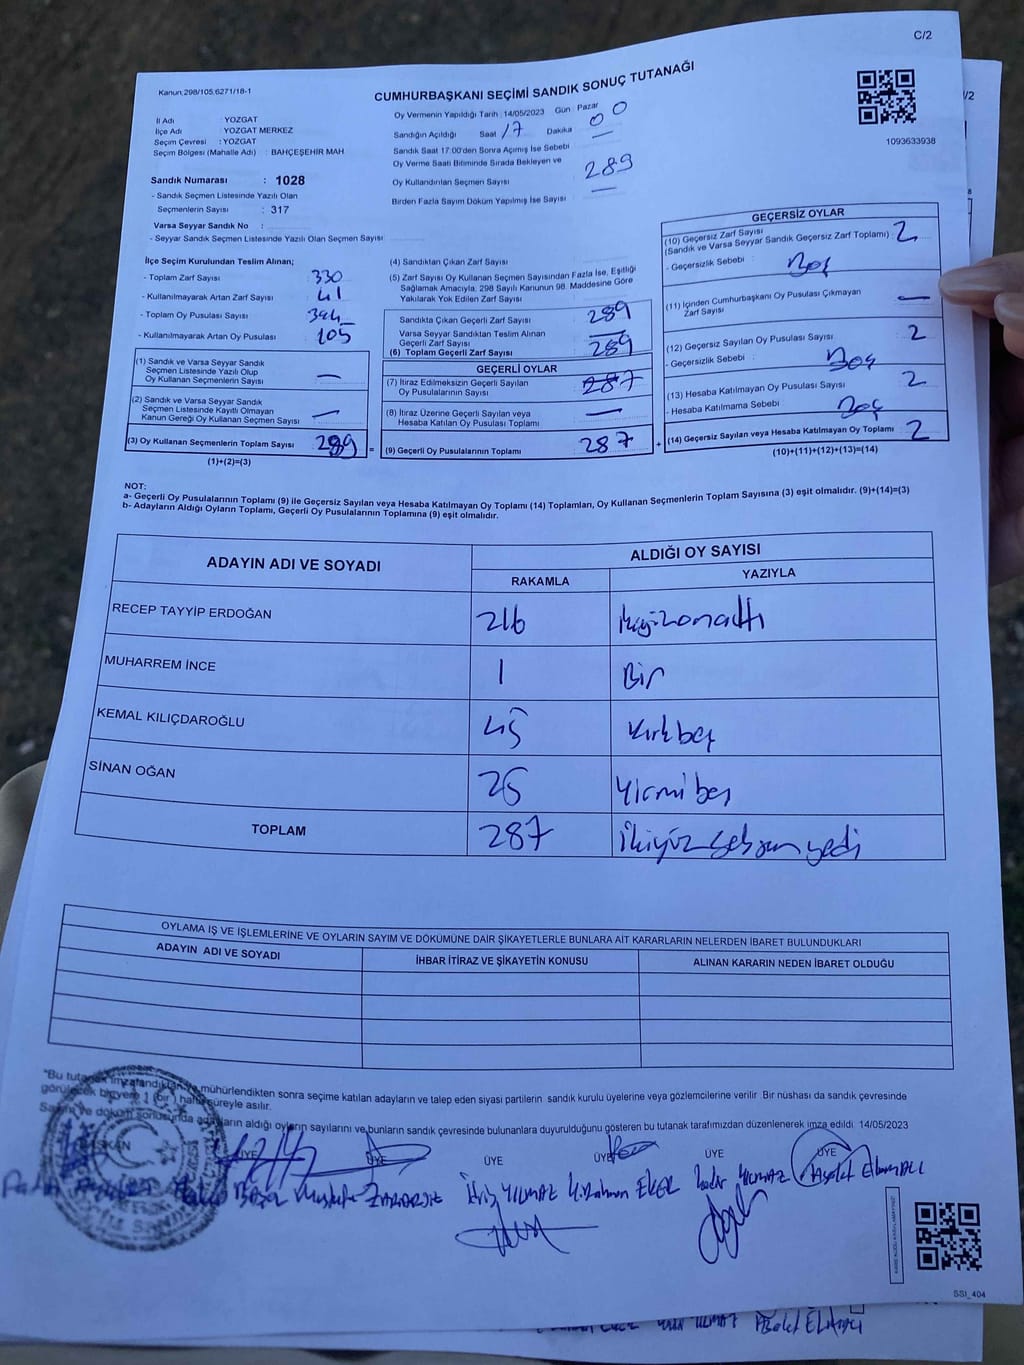 C/2
Kanun,298/105.6271/18-1
CUMHURBAŞKANI SEÇİMİ SANDIK SONUÇ TUTANAĞI
1093633938
İl Adı : YOZGAT
İlçe Adı : YOZGAT MERKEZ
Seçim Çevresi : YOZGAT
Seçim Bölgesi (Mahalle Adı) : BAHÇEŞEHİR MAH
Sandık Numarası : 1028
- Sandık Seçmen Listesinde Yazılı Olan
Seçmenlerin Sayısı : 317
Varsa Seyyar Sandık No :
- Seyyar Sandık Seçmen Listesinde Yazılı Olan Seçmen Sayısı
Oy Vermenin Yapıldığı Tarih : 14/05/2023 Gün Pazar
Sandığın Açıldığı Saat 17 Dakika 00
Sandık Saat 17:00'den Sonra Açımış İse Sebebi —
Oy Verme Saati Bitiminde Sırada Bekleyen ve
Oy Kullandırılan Seçmen Sayısı 289
Birden Fazla Sayım Döküm Yapılmış İse Sayısı —
İlçe Seçim Kurulundan Teslim Alınan;
- Toplam Zarf Sayısı 330
- Kullanılmayarak Artan Zarf Sayısı 41
- Toplam Oy Pusulası Sayısı 394
- Kullanılmayarak Artan Oy Pusulası 105
(1) Sandık ve Varsa Seyyar Sandık
Seçmen Listesinde Yazılı Olup
Oy Kullanan Seçmenlerin Sayısı —
(2) Sandık ve Varsa Seyyar Sandık
Seçmen Listesinde Kayıtlı Olmayan
Kanun Gereği Oy Kullanan Seçmen Sayısı —
(3) Oy Kullanan Seçmenlerin Toplam Sayısı 289 =
(1)+(2)=(3)
(4) Sandıktan Çıkan Zarf Sayısı
(5) Zarf Sayısı Oy Kullanan Seçmen Sayısından Fazla İse, Eşitliği
Sağlamak Amacıyla, 298 Sayılı Kanunun 98. Maddesine Göre
Yakılarak Yok Edilen Zarf Sayısı
Sandıkta Çıkan Geçerli Zarf Sayısı 289
Varsa Seyyar Sandıktan Teslim Alınan
Geçerli Zarf Sayısı —
(6) Toplam Geçerli Zarf Sayısı 289
GEÇERLİ OYLAR
(7) İtiraz Edilmeksizin Geçerli Sayılan
Oy Pusulalarının Sayısı 287
(8) İtiraz Üzerine Geçerli Sayılan veya
Hesaba Katılan Oy Pusulası Toplamı —
(9) Geçerli Oy Pusulalarının Toplamı 287 +
GEÇERSİZ OYLAR
(10) Geçersiz Zarf Sayısı
(Sandık ve Varsa Seyyar Sandık Geçersiz Zarf Toplamı) : 2
- Geçersizlik Sebebi : Boş
(11) İçinden Cumhurbaşkanı Oy Pusulası Çıkmayan
Zarf Sayısı —
(12) Geçersiz Sayılan Oy Pusulası Sayısı 2
- Geçersizlik Sebebi : Boş
(13) Hesaba Katılmayan Oy Pusulası Sayısı 2
- Hesaba Katılmama Sebebi Boş
(14) Geçersiz Sayılan veya Hesaba Katılmayan Oy Toplamı 2
(10)+(11)+(12)+(13)=(14)
NOT:
a- Geçerli Oy Pusulalarının Toplamı (9) ile Geçersiz Sayılan veya Hesaba Katılmayan Oy Toplamı (14) Toplamları, Oy Kullanan Seçmenlerin Toplam Sayısına (3) eşit olmalıdır. (9)+(14)=(3)
b- Adayların Aldığı Oyların Toplamı, Geçerli Oy Pusulalarının Toplamına (9) eşit olmalıdır.
ADAYIN ADI VE SOYADI ALDIĞI OY SAYISI
RAKAMLA YAZIYLA
RECEP TAYYİP ERDOĞAN 216 ikiyüzonaltı
MUHARREM İNCE 1 Bir
KEMAL KILIÇDAROĞLU 45 Kırkbeş
SİNAN OĞAN 25 Yirmibeş
TOPLAM 287 ikiyüzseksenyedi
OYLAMA İŞ VE İŞLEMLERİNE VE OYLARIN SAYIM VE DÖKÜMÜNE DAİR ŞİKAYETLERLE BUNLARA AİT KARARLARIN NELERDEN İBARET BULUNDUKLARI
ADAYIN ADI VE SOYADI İHBAR İTİRAZ VE ŞİKAYETİN KONUSU ALINAN KARARIN NEDEN İBARET OLDUĞU
"Bu imzalandıktan ve mühürlendikten sonra seçime katılan adayların ve talep eden siyasi partilerin sandık kurulu üyelerine veya gözlemcilerine verilir Bir nüshası da sandık çevresinde
görülecek bir yere 1 (bir) süreyle asılır.
Sayım ve döküm sonucunda adayların aldığı oyların sayılarını ve bunların sandık çevresinde bulunanlara duyurulduğunu gösteren bu tutanak tarafımızdan düzenlenerek imza edildi 14/05/2023
BAŞKAN ÜYE ÜYE ÜYE ÜYE ÜYE ÜYE
Mustafa YILMAZ YILMAZ
SSI_404